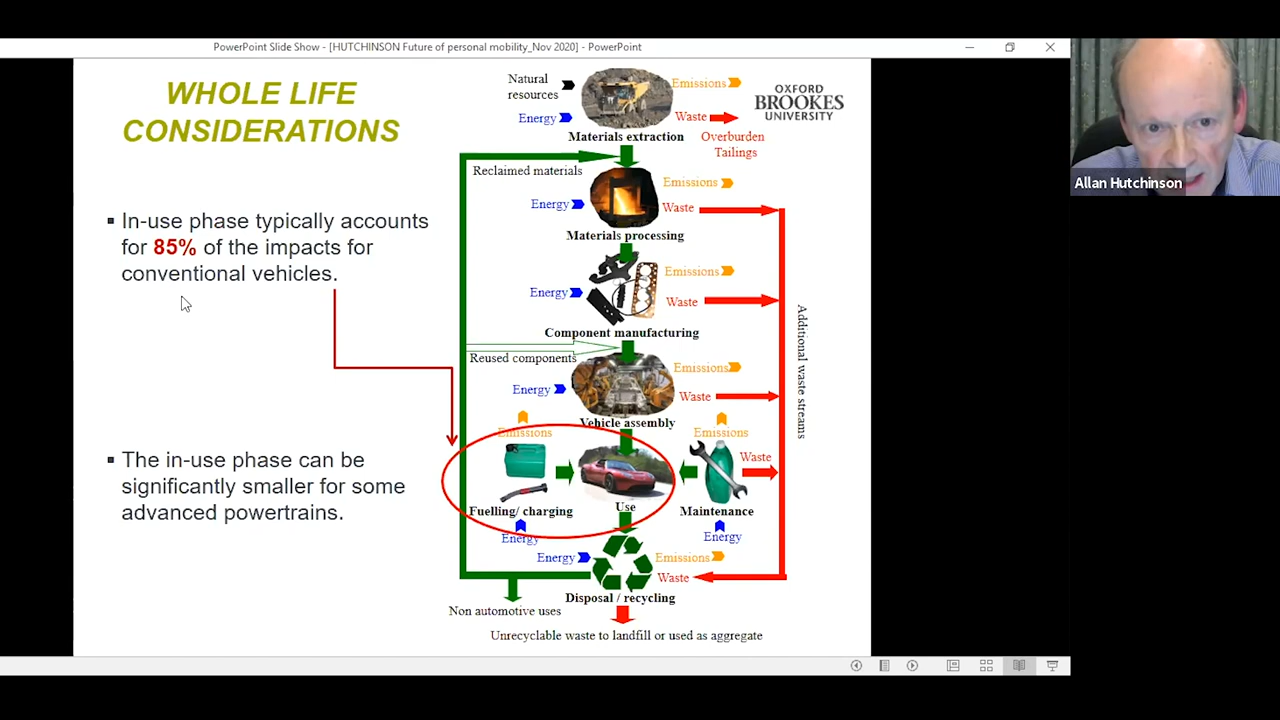 PowerPoint Slide Show - [HUTCHINSON Future of personal mobility_Nov 2020] - PowerPoint
WHOLE LIFE
CONSIDERATIONS
In-use phase typically accounts
for 85% of the impacts for
conventional vehicles.
The in-use phase can be
significantly smaller for some
advanced powertrains.
Natural
resources
Energy
Emissions
Waste
Materials extraction
Overburden
Tailings
OXFORD
BROOKES
UNIVERSITY
Reclaimed materials
Emissions
Energy
Waste
Materials processing
Emissions
Energy
Waste
Component manufacturing
Reused components
Emissions
Energy
Waste
Vehicle assembly
Additional waste streams
Emissions
Emissions
Waste
Fuelling/ charging
Use
Maintenance
Energy
Energy
Energy
Emissions
Waste
Disposal / recycling
Non automotive uses
Unrecyclable waste to landfill or used as aggregate
Allan Hutchinson